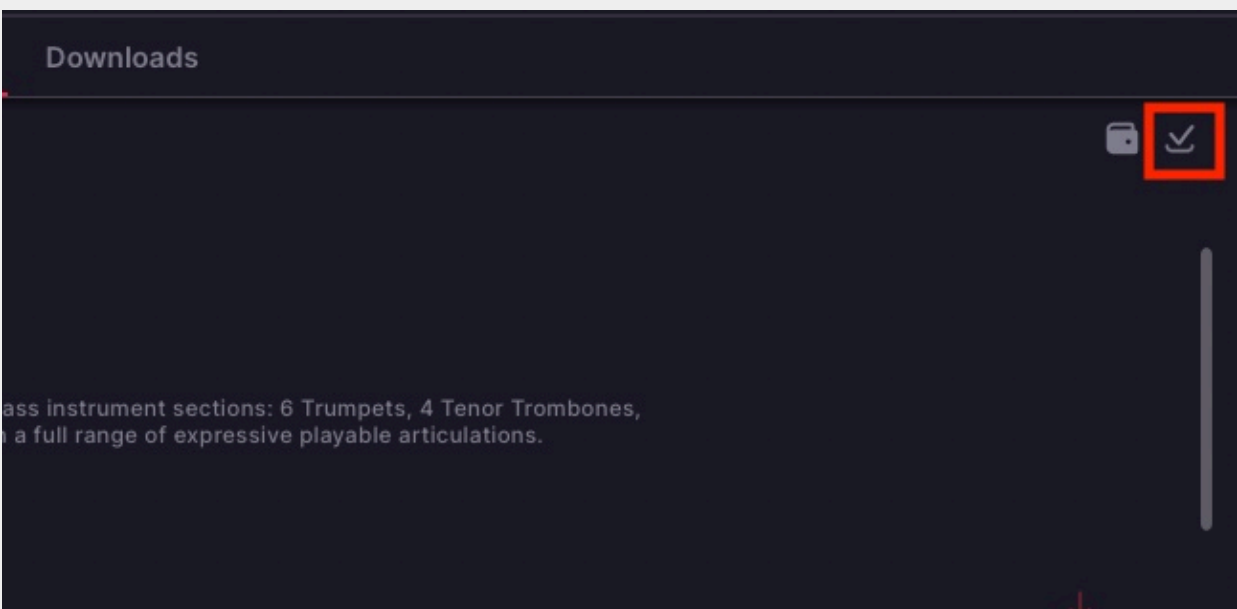 Downloads
ass instrument sections: 6 Trumpets, 4 Tenor Trombones,
a full range of expressive playable articulations.